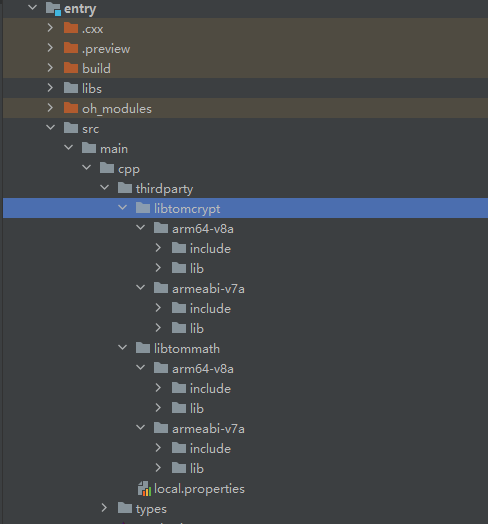 entry
.cxx
.preview
build
libs
oh_modules
src
main
cpp
thirdparty
libtomcrypt
arm64-v8a
include
lib
armeabi-v7a
include
lib
libtommath
arm64-v8a
include
lib
armeabi-v7a
include
lib
local.properties
types